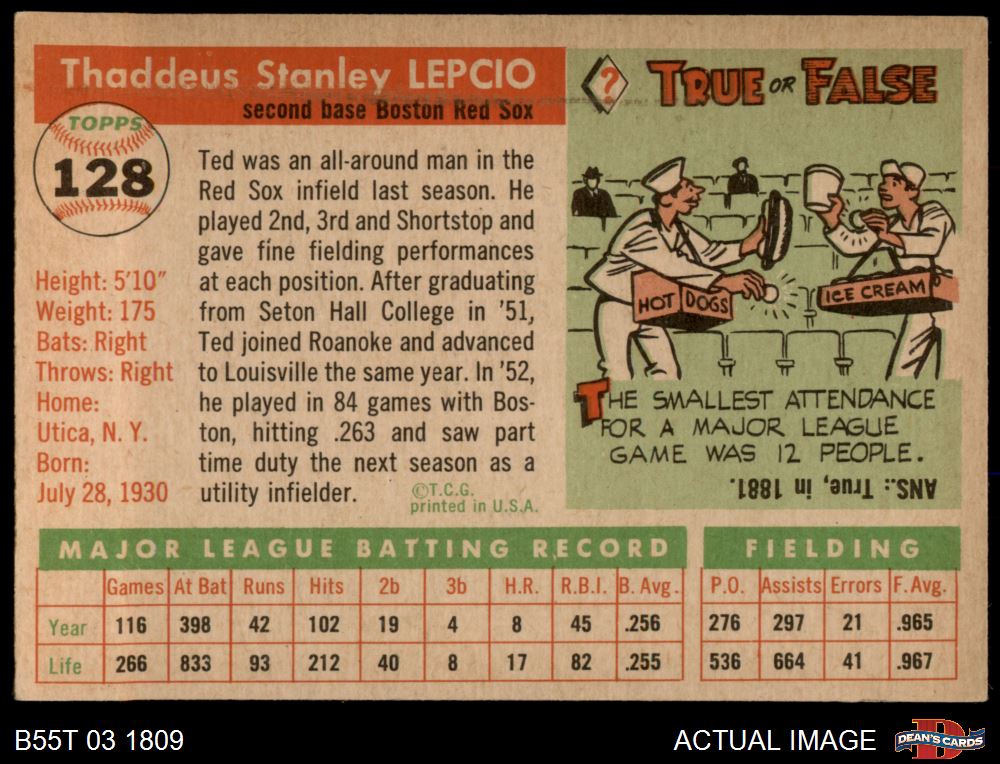 Thaddeus Stanley LEPCIO
second base Boston Red Sox
TOPPS
128
Height: 5'10"
Weight: 175
Bats: Right
Throws: Right
Home:
Utica, N. Y.
Born:
July 28, 1930
Ted was an all-around man in the
Red Sox infield last season. He
played 2nd, 3rd and Shortstop and
gave fine fielding performances
at each position. After graduating
from Seton Hall College in '51,
Ted joined Roanoke and advanced
to Louisville the same year. In '52,
he played in 84 games with Bos-
ton, hitting .263 and saw part
time duty the next season as a
utility infielder.
©T.C.G.
printed in U.S.A.
? TRUE OR FALSE
HOT DOGS
ICE CREAM
THE SMALLEST ATTENDANCE
FOR A MAJOR LEAGUE
GAME WAS 12 PEOPLE.
ANS.: True, in 1881.
MAJOR LEAGUE BATTING RECORD
Games At Bat Runs Hits 2b 3b H.R. R.B.I. B. Avg.
Year 116 398 42 102 19 4 8 45 .256
Life 266 833 93 212 40 8 17 82 .255
FIELDING
P.O. Assists Errors F. Avg.
276 297 21 .965
536 664 41 .967
B55T 03 1809
ACTUAL IMAGE
D
DEAN'S CARDS